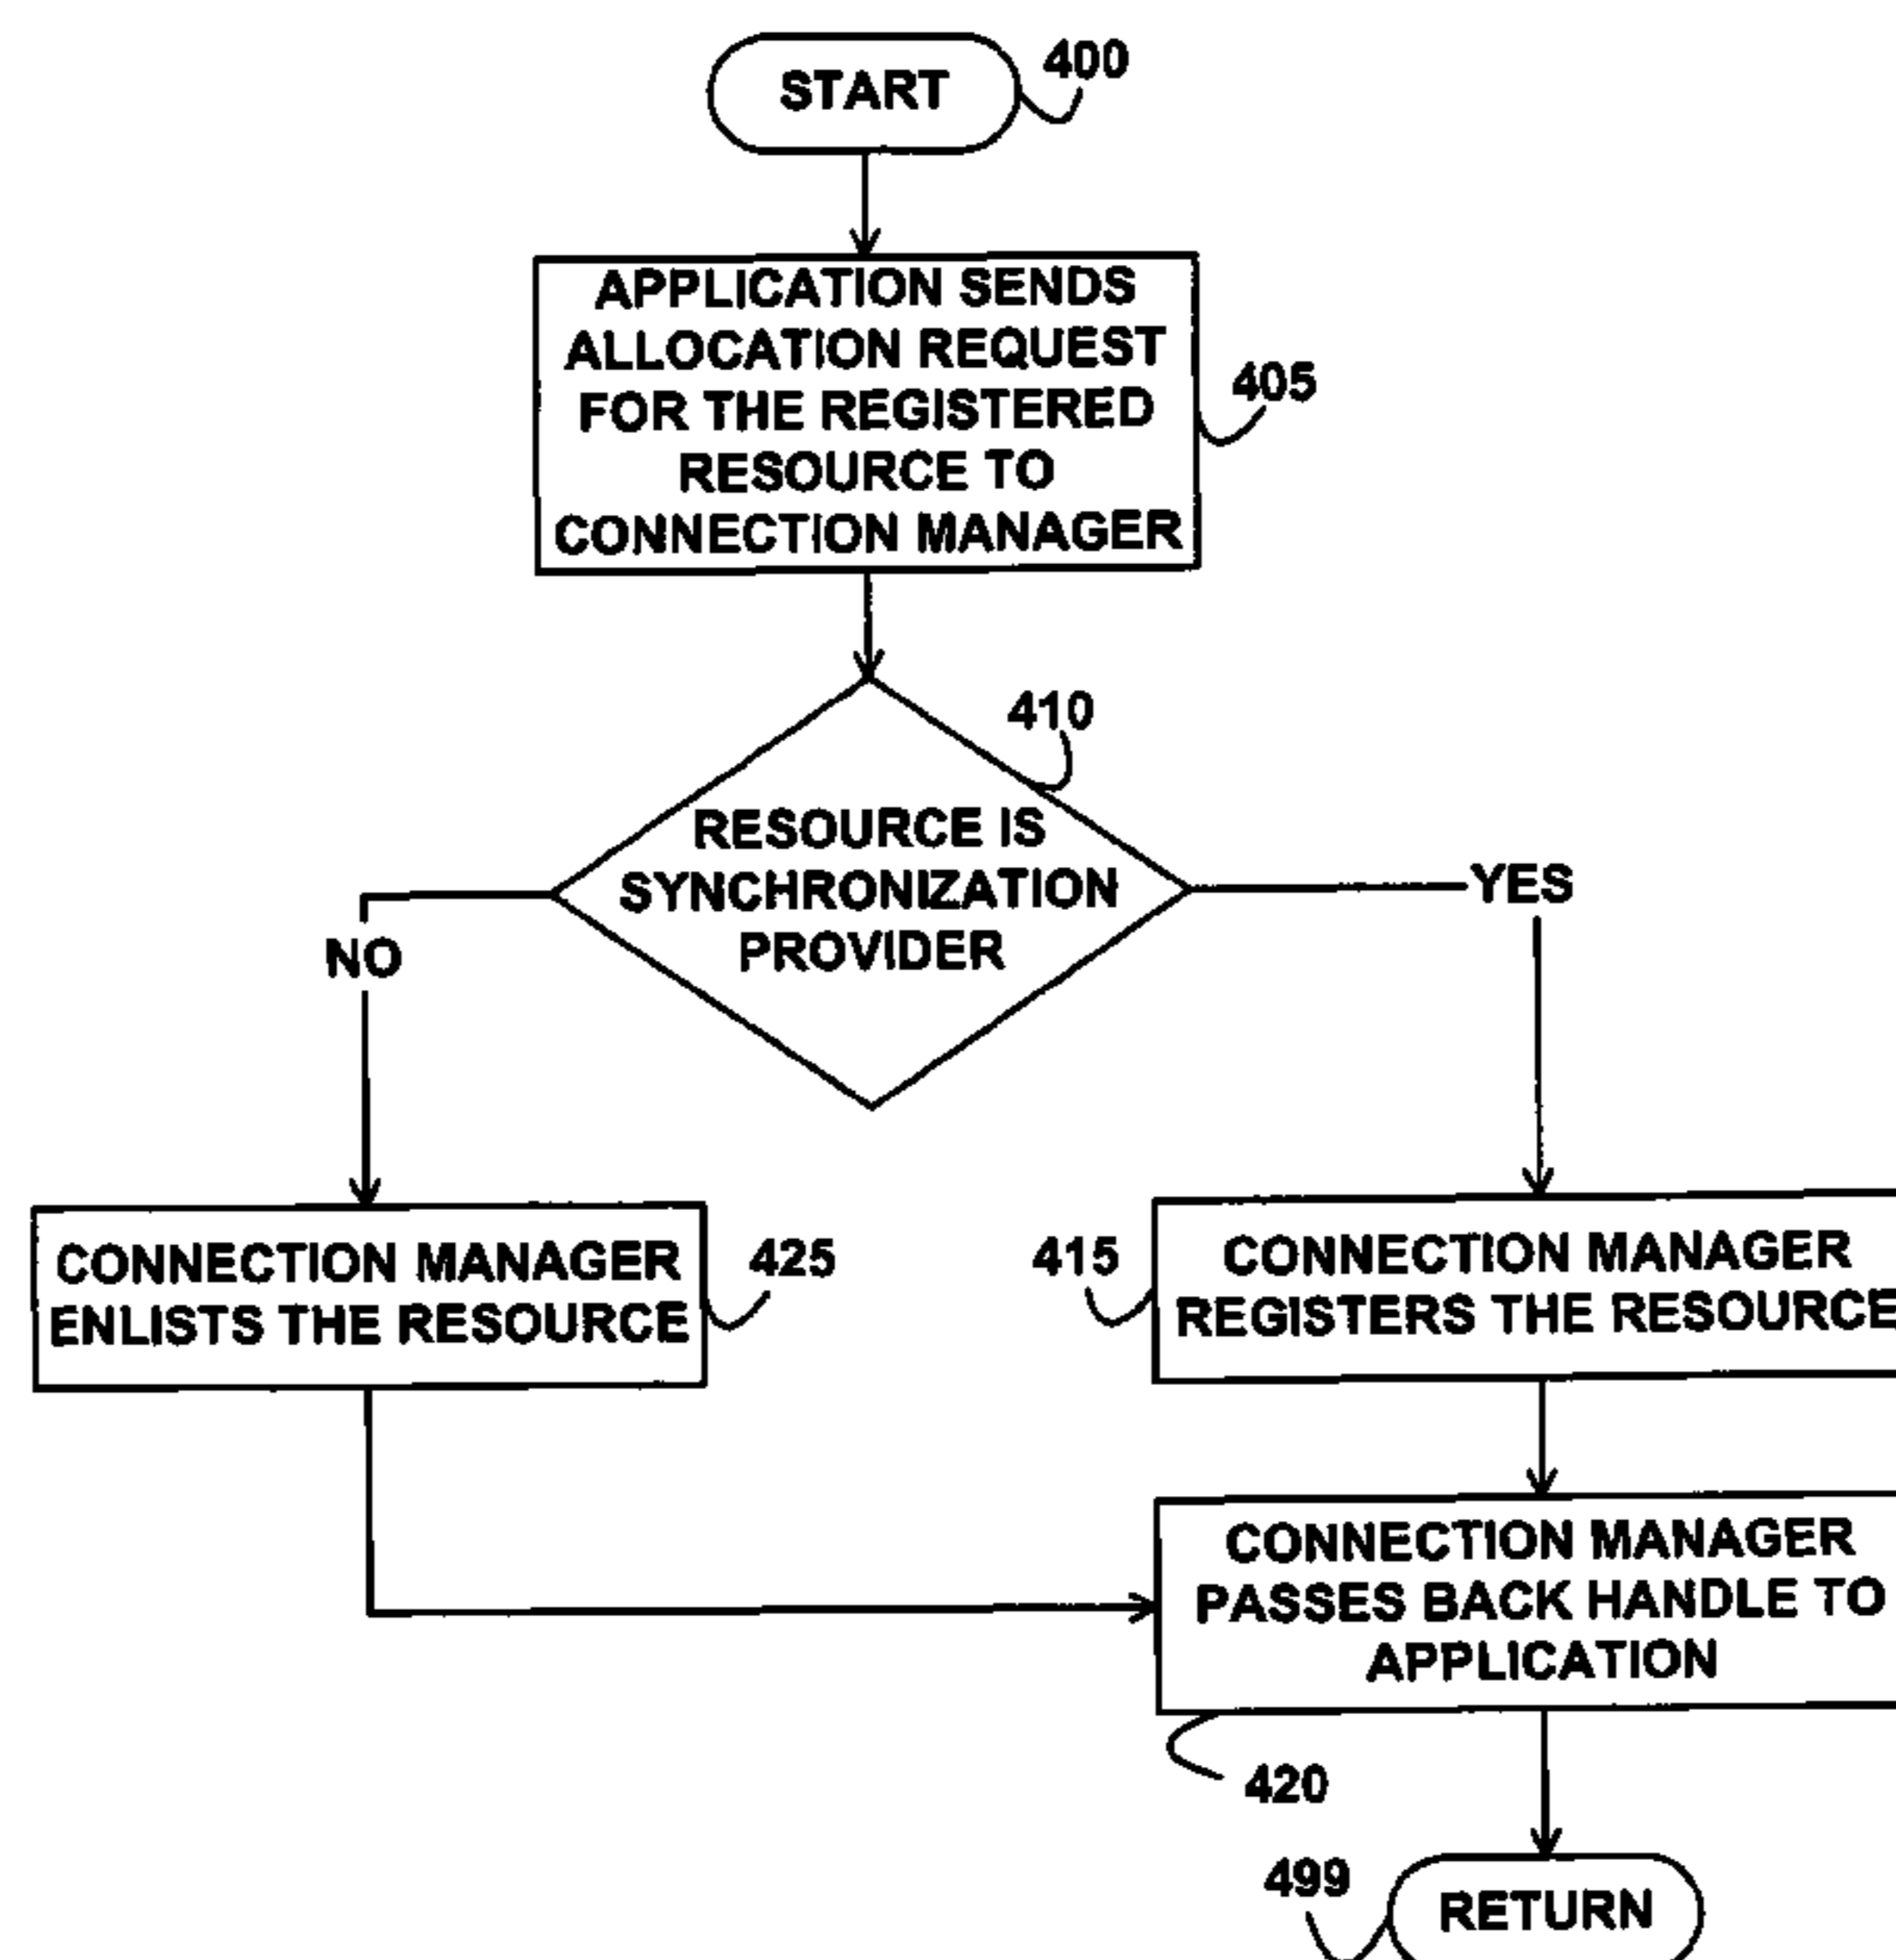 START
400
APPLICATION SENDS
ALLOCATION REQUEST
FOR THE REGISTERED
RESOURCE TO
CONNECTION MANAGER
405
410
RESOURCE IS
SYNCHRONIZATION
PROVIDER
YES
NO
CONNECTION MANAGER
ENLISTS THE RESOURCE
425
415
CONNECTION MANAGER
REGISTERS THE RESOURCE
CONNECTION MANAGER
PASSES BACK HANDLE TO
APPLICATION
420
499
RETURN